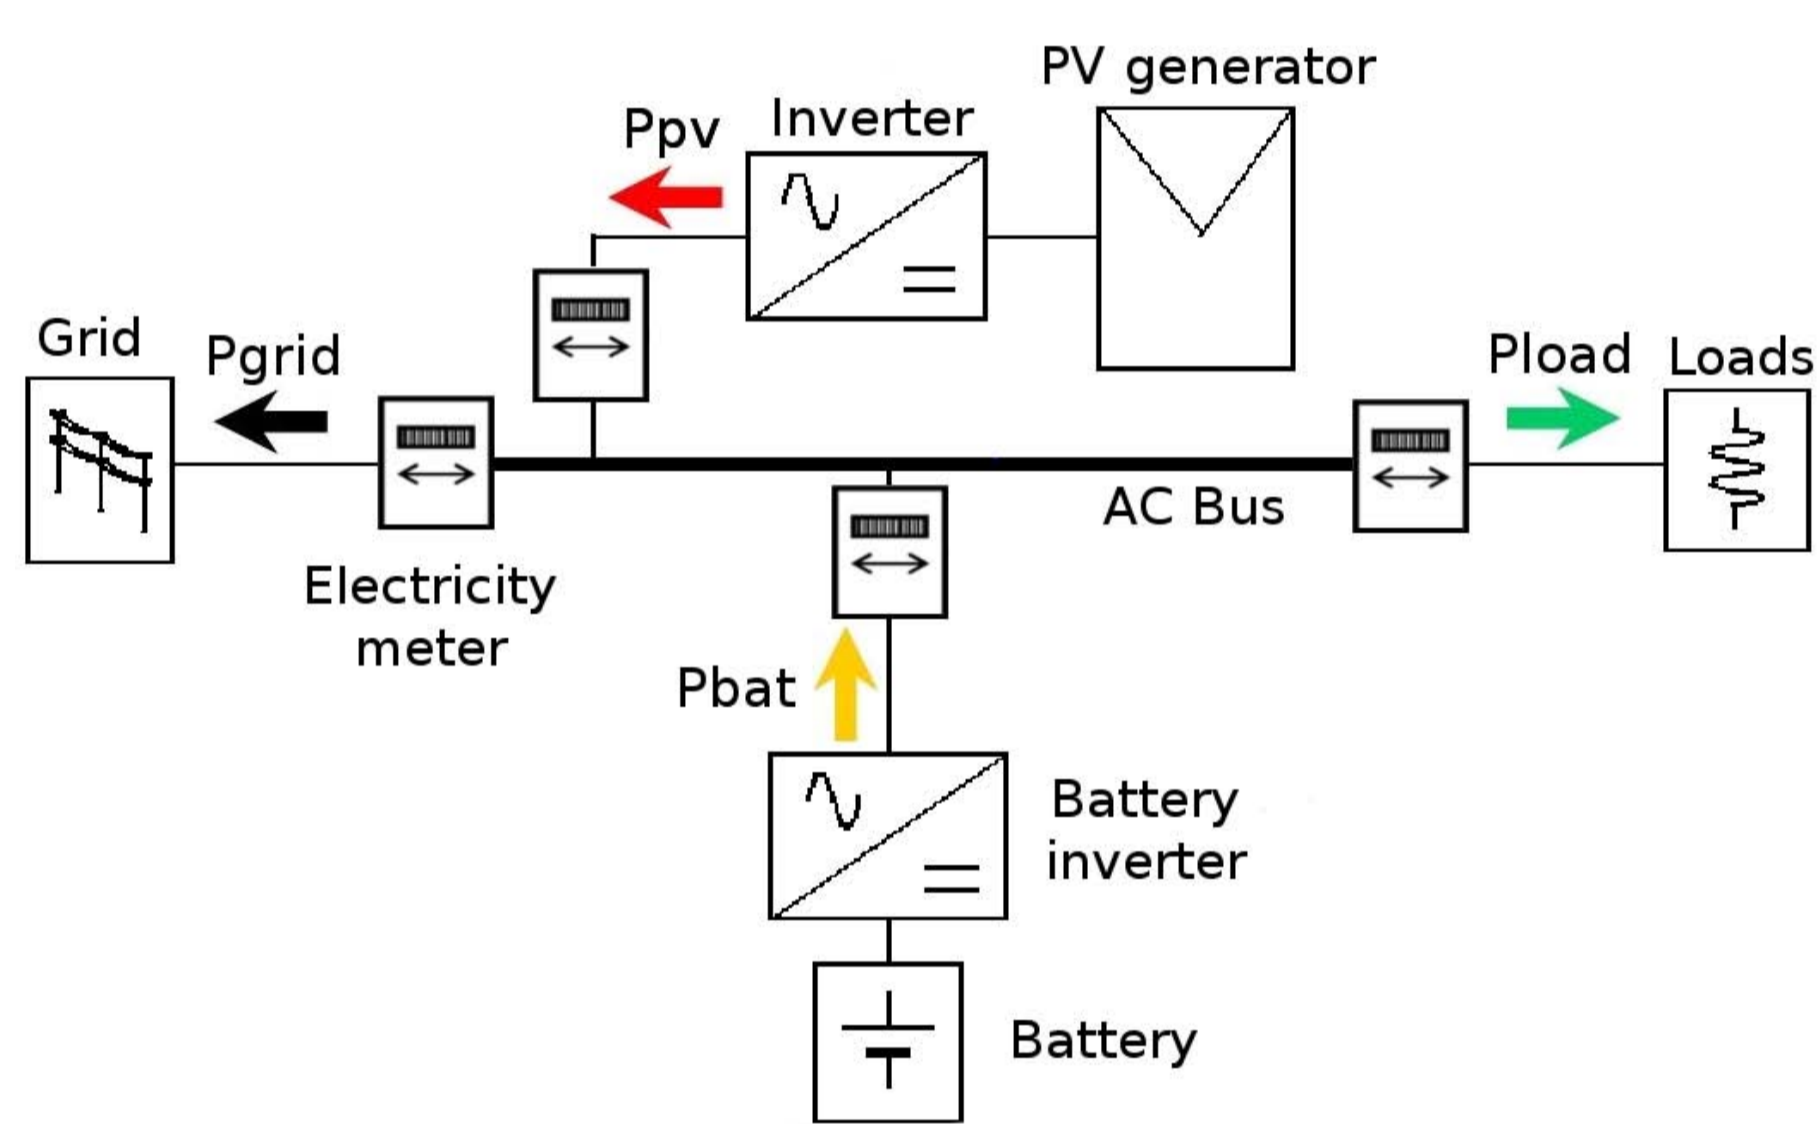 PV generator
Inverter
Ppv
Grid
Pgrid
Pload
Loads
AC Bus
Electricity
meter
Pbat
Battery
inverter
Battery